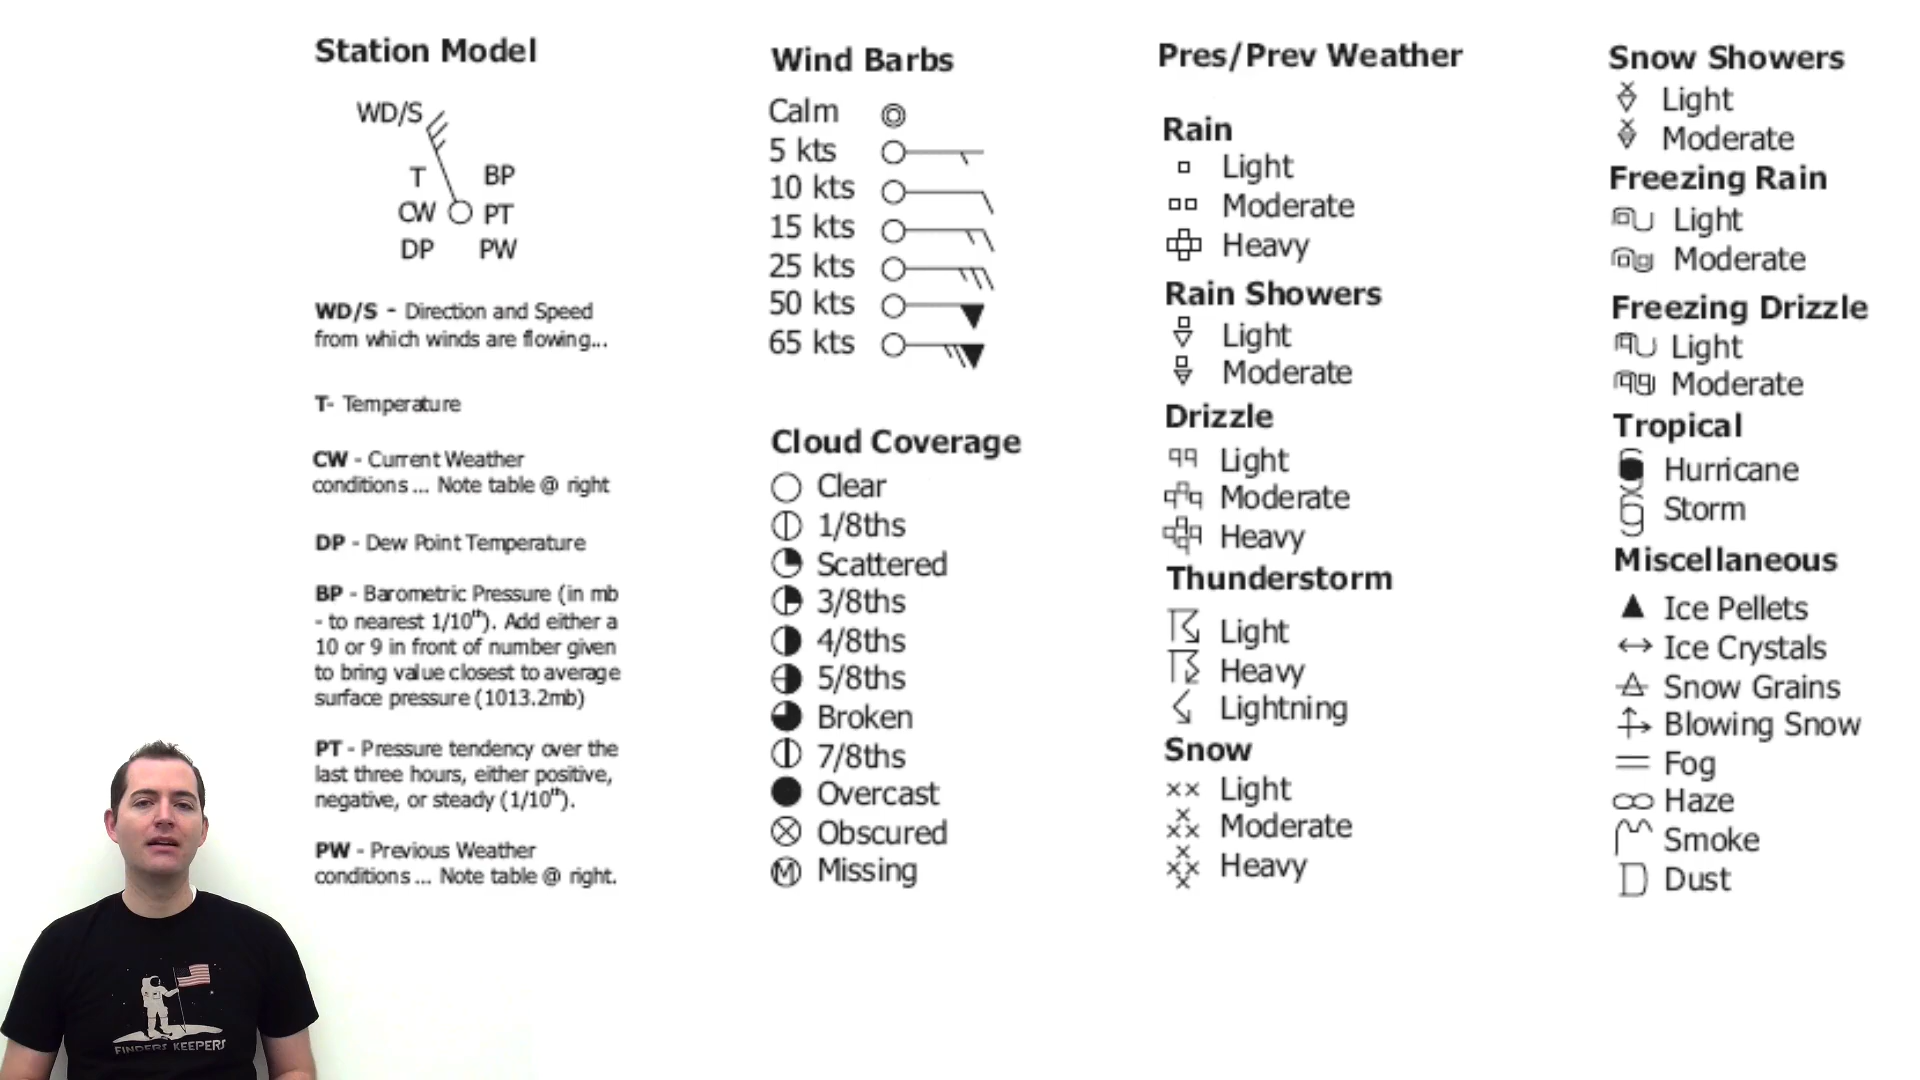 Station Model
WD/S
T BP
CW PT
DP PW
WD/S - Direction and Speed
from which winds are flowing...
T- Temperature
CW - Current Weather
conditions ... Note table @ right
DP - Dew Point Temperature
BP - Barometric Pressure (in mb
- to nearest 1/10th). Add either a
10 or 9 in front of number given
to bring value closest to average
surface pressure (1013.2mb)
PT - Pressure tendency over the
last three hours, either positive,
negative, or steady (1/10th).
PW - Previous Weather
conditions ... Note table @ right.
Wind Barbs
Calm
5 kts
10 kts
15 kts
25 kts
50 kts
65 kts
Cloud Coverage
Clear
1/8ths
Scattered
3/8ths
4/8ths
5/8ths
Broken
7/8ths
Overcast
Obscured
M Missing
Pres/Prev Weather
Rain
Light
Moderate
Heavy
Rain Showers
Light
Moderate
Drizzle
Light
Moderate
Heavy
Thunderstorm
Light
Heavy
Lightning
Snow
Light
Moderate
Heavy
Snow Showers
Light
Moderate
Freezing Rain
Light
Moderate
Freezing Drizzle
Light
Moderate
Tropical
Hurricane
Storm
Miscellaneous
Ice Pellets
Ice Crystals
Snow Grains
Blowing Snow
Fog
Haze
Smoke
Dust
FINDERS KEEPERS